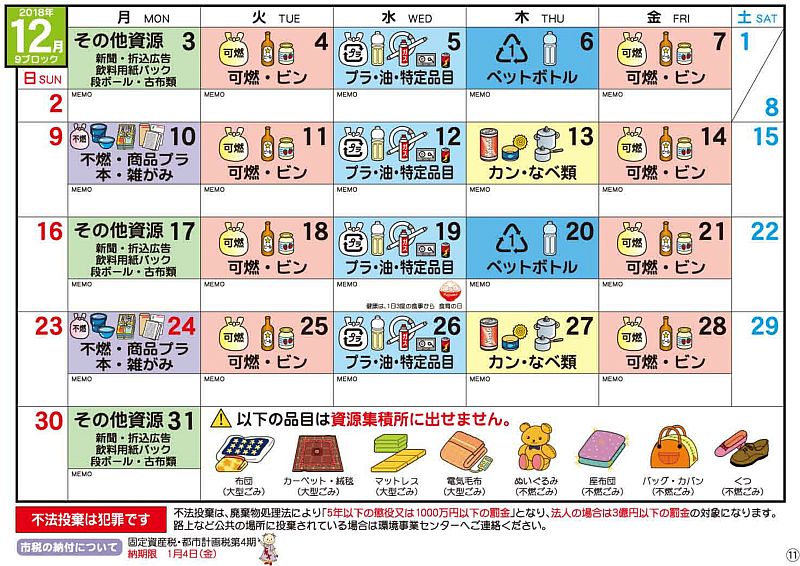 2018年
12月
9ブロック
月 MON
火 TUE
水 WED
木 THU
金 FRI
土 SAT
日 SUN
その他資源 3
新聞・折込広告
飲料用紙パック
段ボール・古布類
MEMO
可燃
4
可燃・ビン
MEMO
5
プラ・油・特定品目
MEMO
1
6
ペットボトル
MEMO
可燃
7
可燃・ビン
MEMO
1
8
2
9
不燃
10
不燃・商品プラ
本・雑がみ
MEMO
可燃
11
可燃・ビン
MEMO
12
プラ・油・特定品目
MEMO
13
カン・なべ類
MEMO
可燃
14
可燃・ビン
MEMO
15
16
その他資源 17
新聞・折込広告
飲料用紙パック
段ボール・古布類
MEMO
可燃
18
可燃・ビン
MEMO
19
プラ・油・特定品目
MEMO
健康は、1日3度の食事から 食育の日
1
20
ペットボトル
MEMO
可燃
21
可燃・ビン
MEMO
22
23
不燃
24
不燃・商品プラ
本・雑がみ
MEMO
可燃
25
可燃・ビン
MEMO
26
プラ・油・特定品目
MEMO
27
カン・なべ類
MEMO
可燃
28
可燃・ビン
MEMO
29
30
その他資源 31
新聞・折込広告
飲料用紙パック
段ボール・古布類
MEMO
以下の品目は資源集積所に出せません。
布団
(大型ごみ)
カーペット・絨毯
(大型ごみ)
マットレス
(大型ごみ)
電気毛布
(大型ごみ)
ぬいぐるみ
(不燃ごみ)
座布団
(不燃ごみ)
バッグ・カバン
(不燃ごみ)
くつ
(不燃ごみ)
不法投棄は犯罪です
不法投棄は、廃棄物処理法により「5年以下の懲役又は1000万円以下の罰金」となり、法人の場合は3億円以下の罰金の対象になります。
路上など公共の場所に投棄されている場合は環境事業センターへご連絡ください。
市税の納付について
固定資産税・都市計画税第4期
納期限 1月4日(金)
⑪